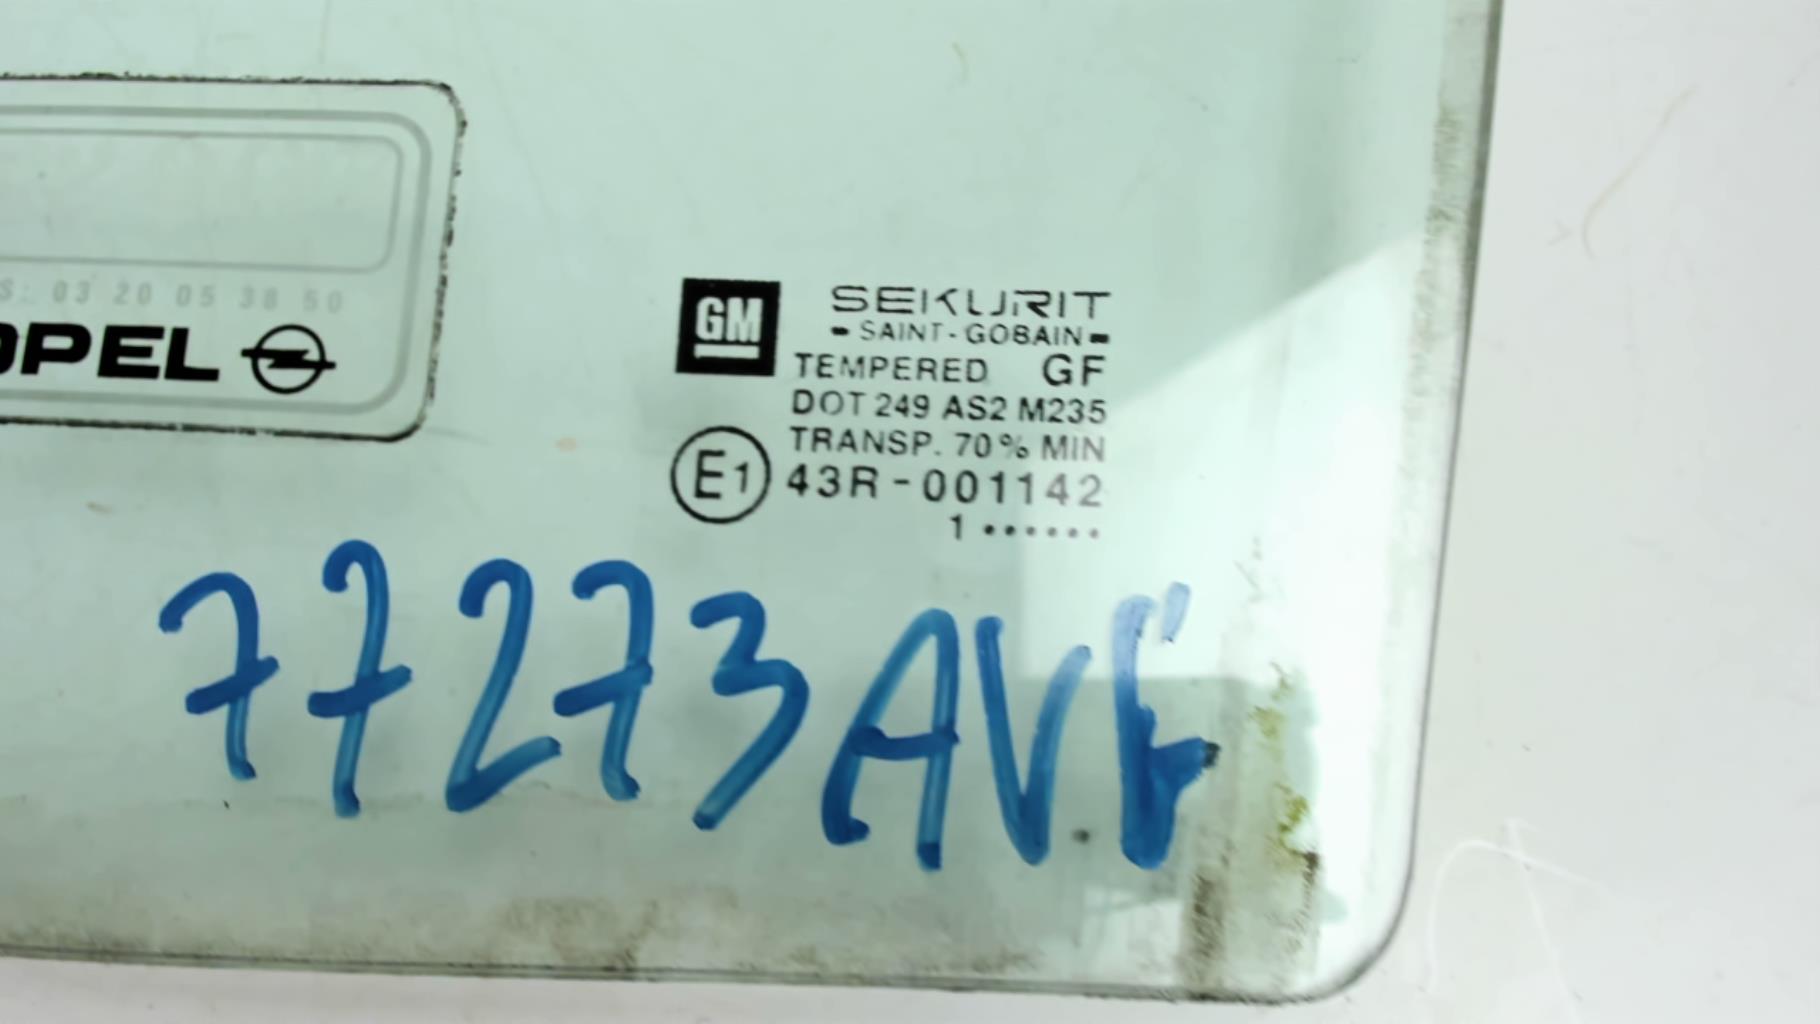 S: 03 20 05 38 50
OPEL
GM
SEKURIT
- SAINT-GOBAIN -
TEMPERED GF
DOT 249 AS2 M235
TRANSP. 70% MIN
E1 43R-001142
1 ······
77273AVF